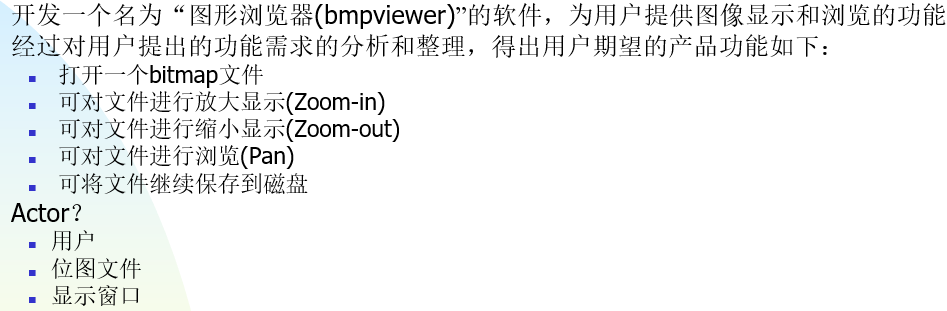 开发一个名为“图形浏览器(bmpviewer)”的软件，为用户提供图像显示和浏览的功能
经过对用户提出的功能需求的分析和整理，得出用户期望的产品功能如下：
打开一个bitmap文件
可对文件进行放大显示(Zoom-in)
可对文件进行缩小显示(Zoom-out)
可对文件进行浏览(Pan)
可将文件继续保存到磁盘
Actor？
用户
位图文件
显示窗口